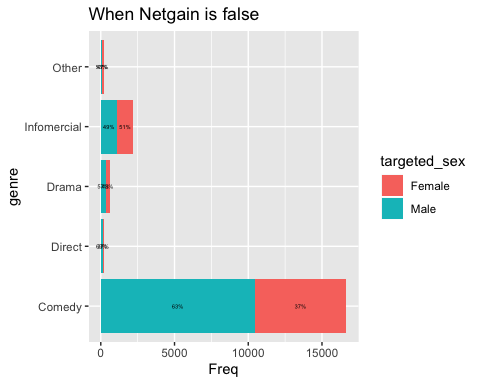 When Netgain is false
Other
Infomercial
49% 51%
Drama
Direct
Comedy
63% 37%
0 5000 10000 15000
Freq
genre
targeted_sex
Female
Male